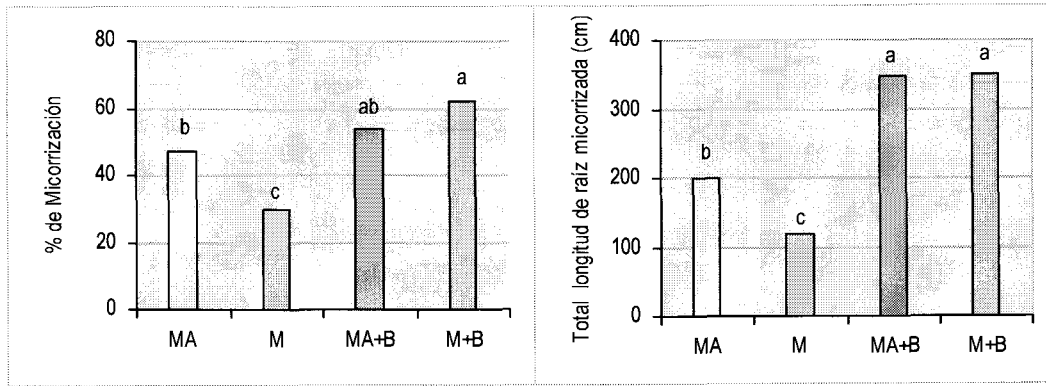 % de Micorrización
80
60
40
20
0
b
c
ab
a
MA
M
MA+B
M+B
Total longitud de raíz micorrizada (cm)
400
300
200
100
0
b
c
a
a
MA
M
MA+B
M+B